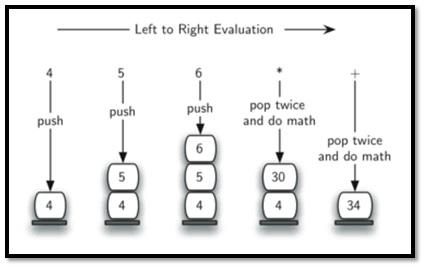 Left to Right Evaluation
4 5 6 * +
push
push
push
pop twice
and do math
pop twice
and do math
6
5 5 30
4 4 4 4 34